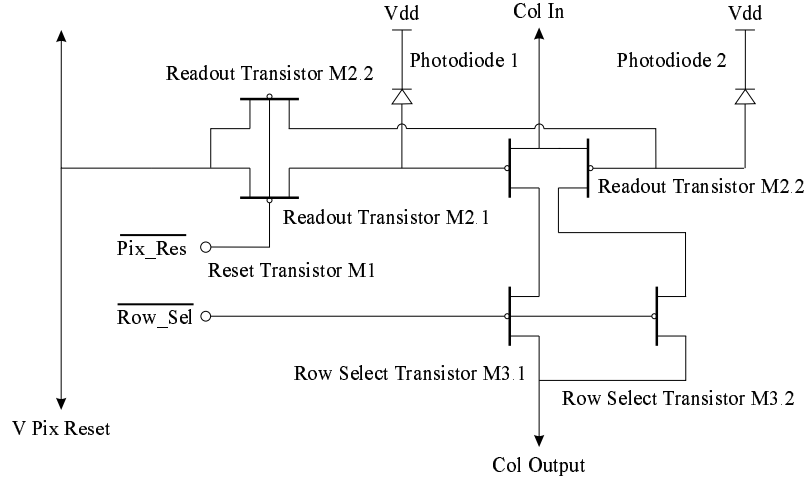 Vdd
Col In
Vdd
Photodiode 1
Photodiode 2
Readout Transistor M2.2
Readout Transistor M2.2
Readout Transistor M2.1
Pix_Res
Reset Transistor M1
Row_Sel
Row Select Transistor M3.1
Row Select Transistor M3.2
V Pix Reset
Col Output